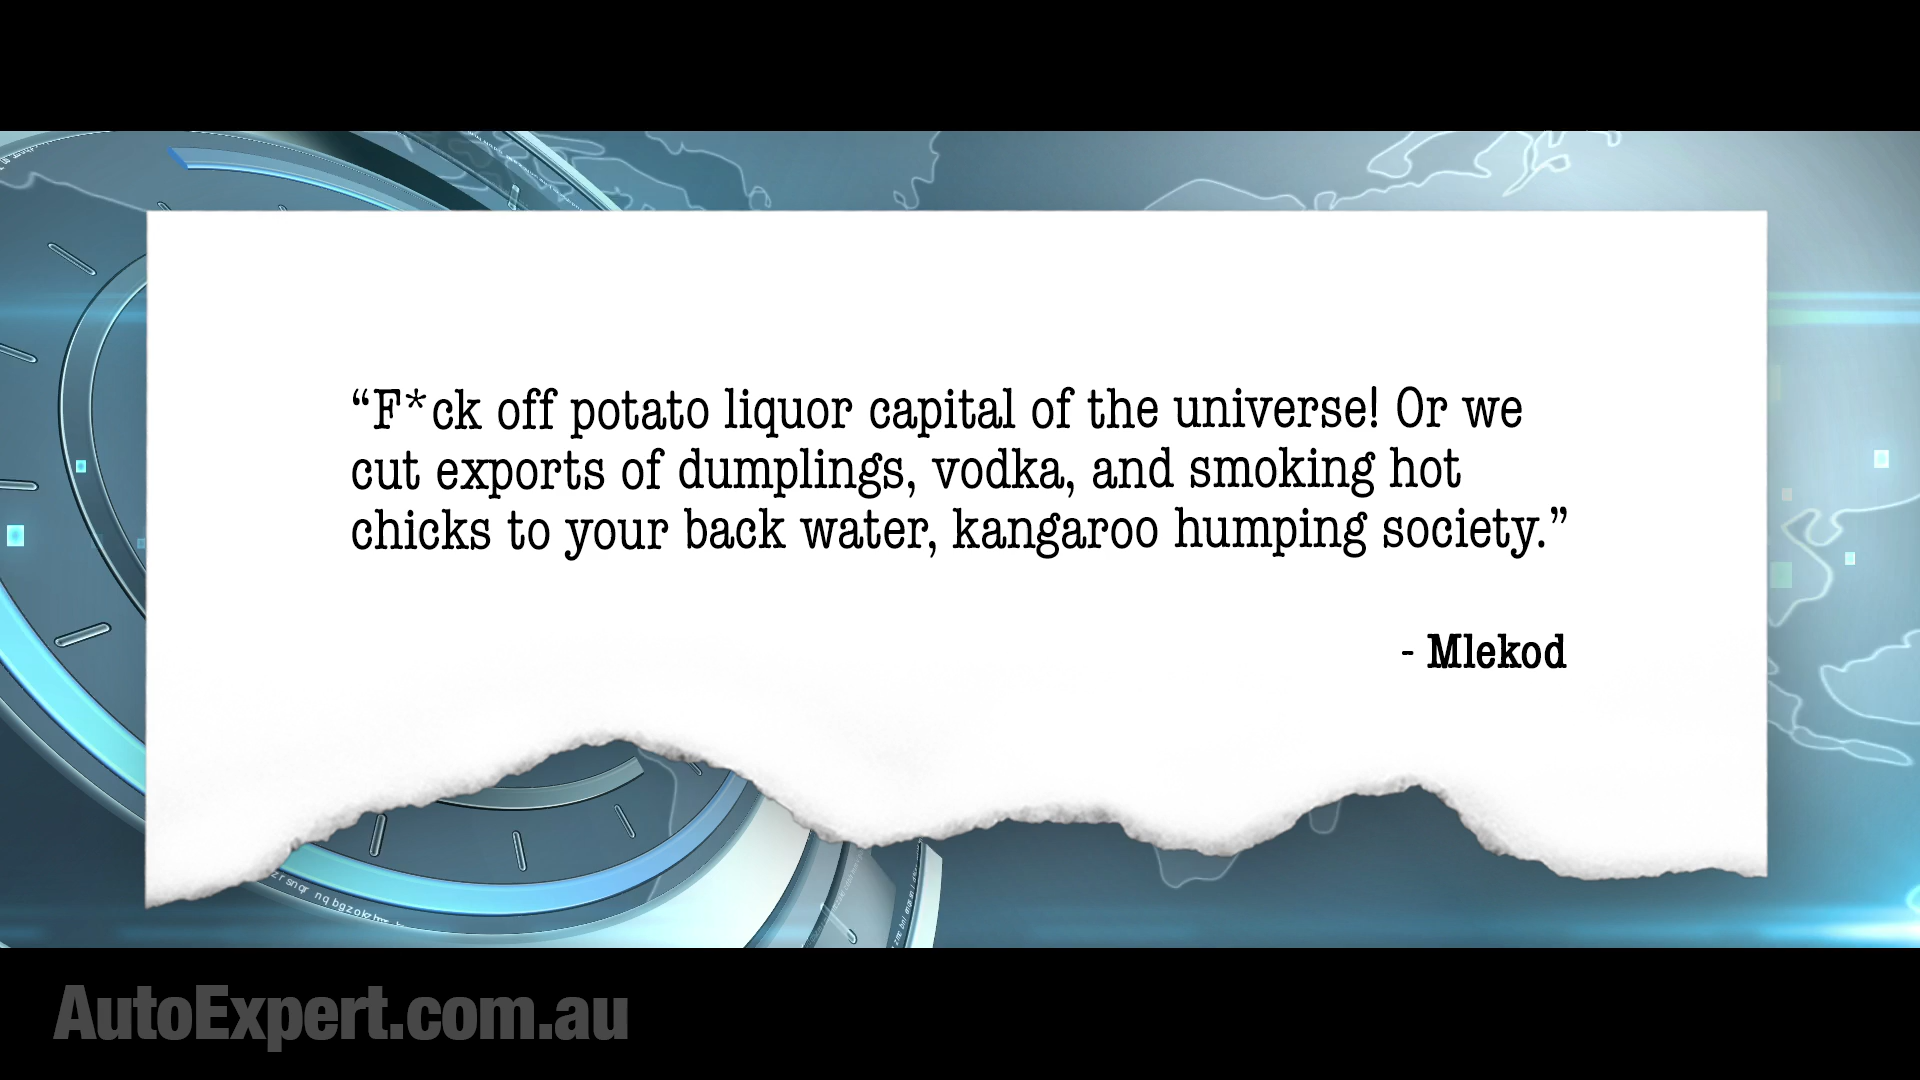 “F*ck off potato liquor capital of the universe! Or we
cut exports of dumplings, vodka, and smoking hot
chicks to your back water, kangaroo humping society.”
- Mlekod
AutoExpert.com.au